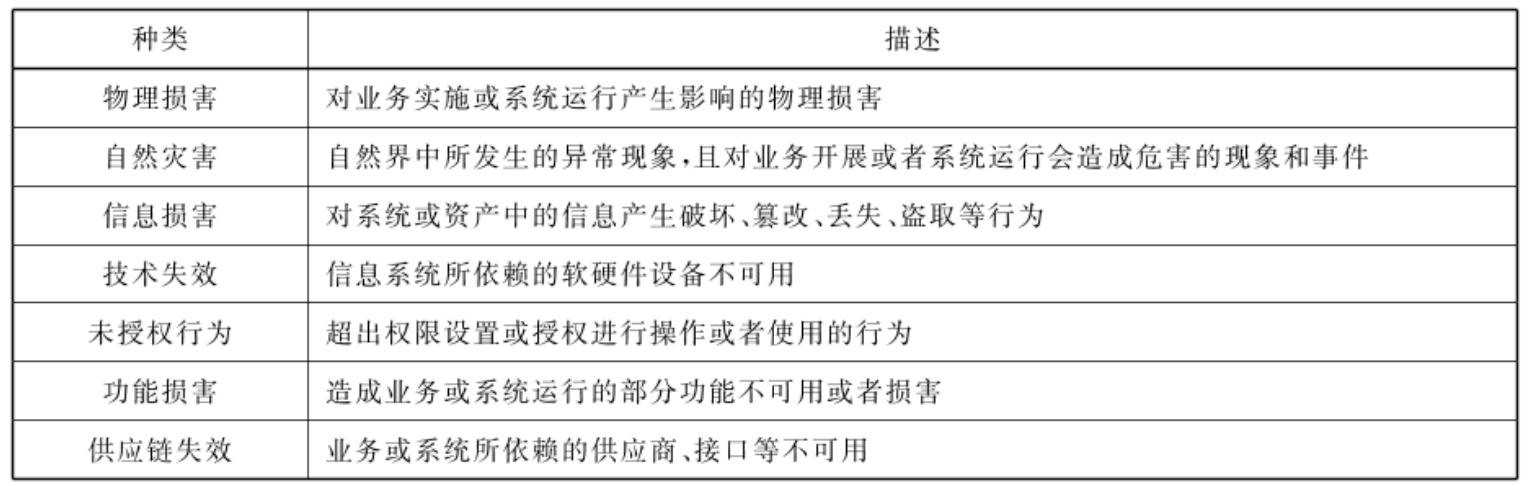 种类 描述
物理损害 对业务实施或系统运行产生影响的物理损害
自然灾害 自然界中所发生的异常现象,且对业务开展或者系统运行会造成危害的现象和事件
信息损害 对系统或资产中的信息产生破坏、篡改、丢失、盗取等行为
技术失效 信息系统所依赖的软硬件设备不可用
未授权行为 超出权限设置或授权进行操作或者使用的行为
功能损害 造成业务或系统运行的部分功能不可用或者损害
供应链失效 业务或系统所依赖的供应商、接口等不可用